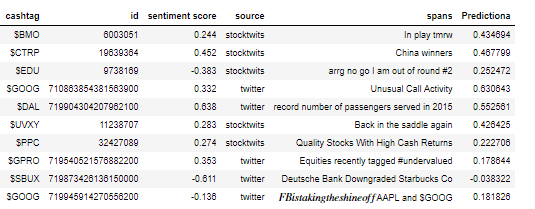 cashtag id sentiment score source spans Predictiona
$BMO 6003051 0.244 stocktwits In play tmrw 0.434694
$CTRP 19639364 0.452 stocktwits China winners 0.467799
$EDU 9738169 -0.383 stocktwits arrg no go I am out of round #2 0.252472
$GOOG 710863854381563900 0.332 twitter Unusual Call Activity 0.630643
$DAL 719904304207962100 0.638 twitter record number of passengers served in 2015 0.552561
$UVXY 11238707 0.283 stocktwits Back in the saddle again 0.426425
$PPC 32427089 0.274 stocktwits Quality Stocks With High Cash Returns 0.222706
$GPRO 719540521576882200 0.353 twitter Equities recently tagged #undervalued 0.178644
$SBUX 719873426136150000 -0.611 twitter Deutsche Bank Downgraded Starbucks Co -0.038322
$GOOG 719945914270556200 -0.136 twitter FBistakingtheshineoffAAPL and $GOOG 0.181826